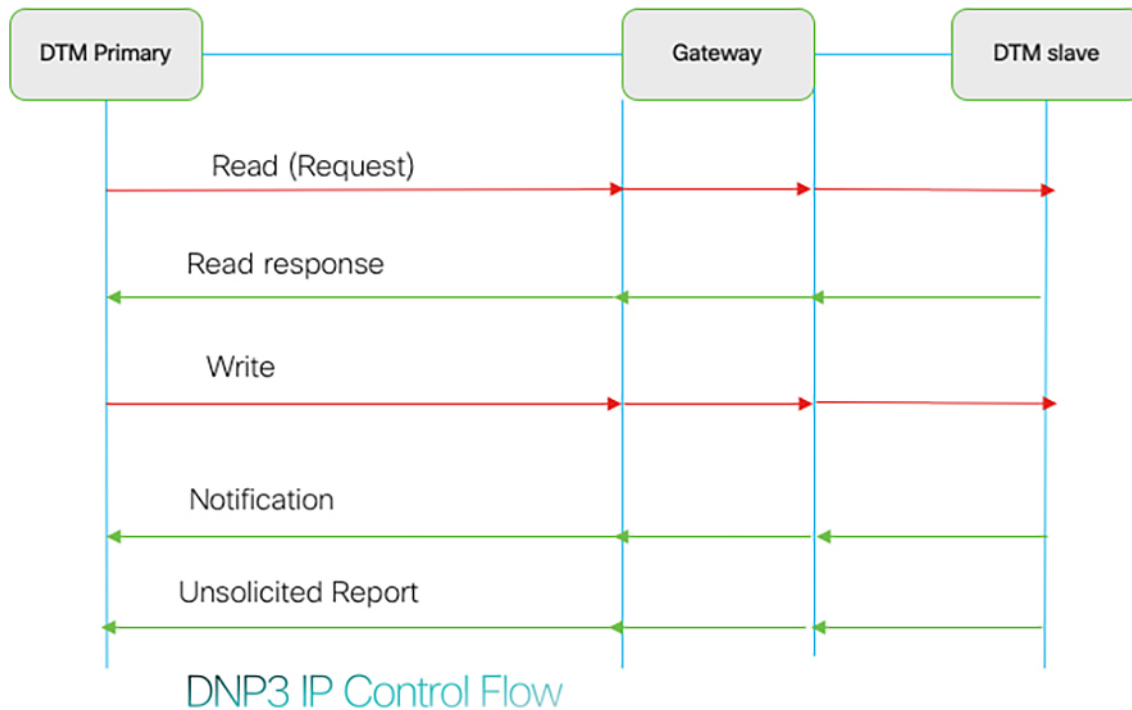 DTM Primary
Gateway
DTM slave
Read (Request)
Read response
Write
Notification
Unsolicited Report
DNP3 IP Control Flow